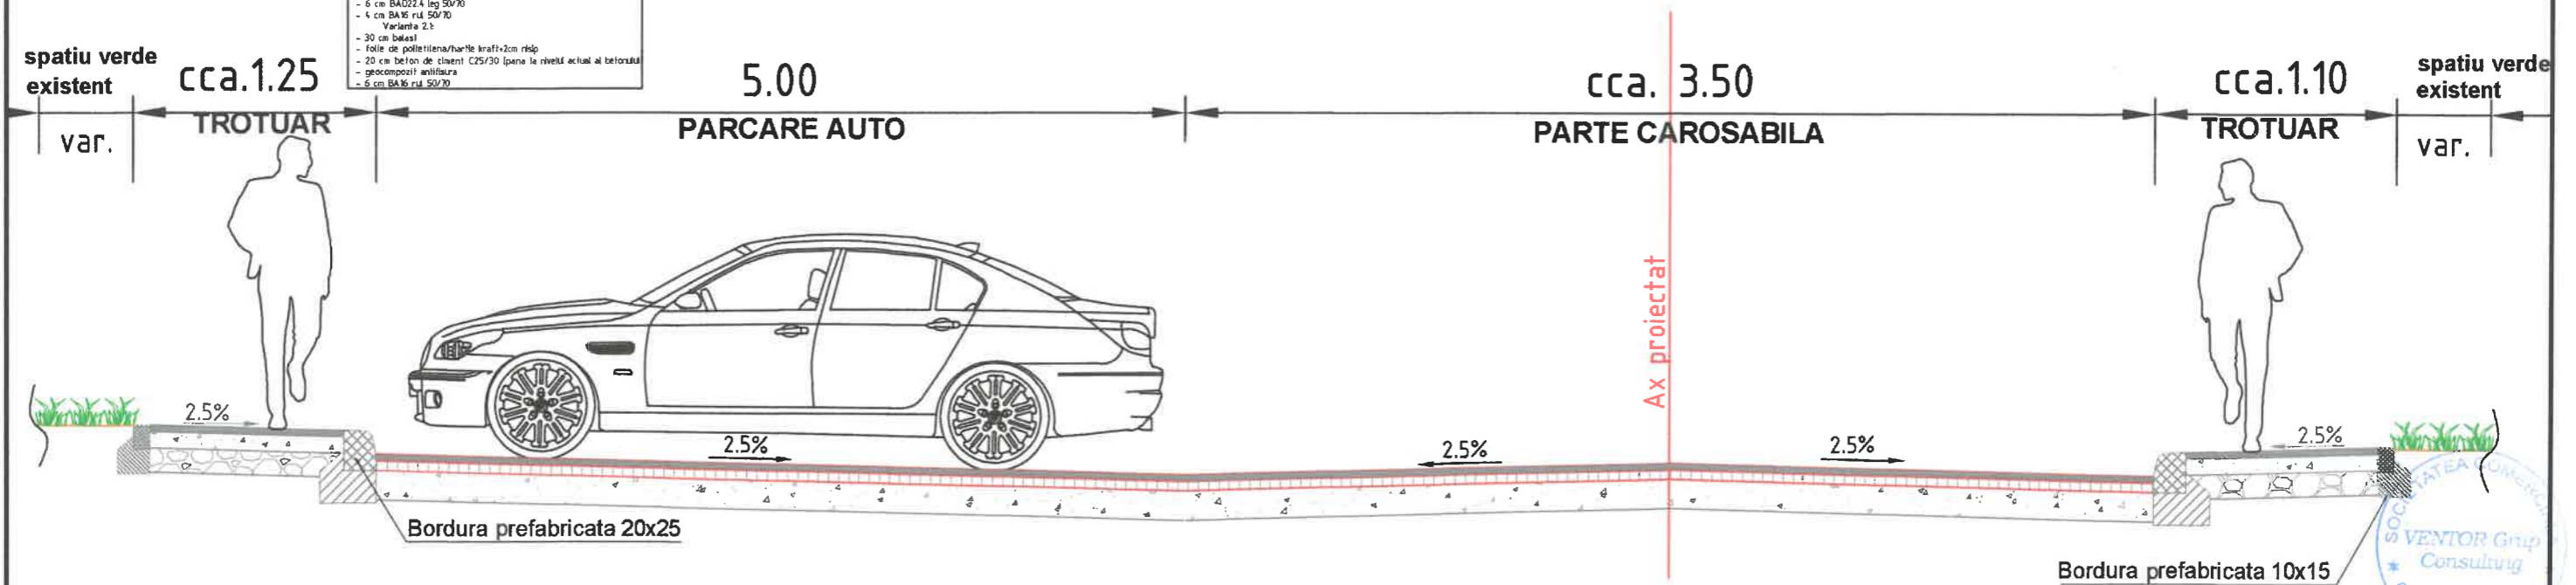 - 6 cm BAD22.4 leg 50/70
- 4 cm BA16 rul 50/70
Varianta 2.1:
- 30 cm balast
- folie de polietilena/hartie kraft+2cm nisip
- 20 cm beton de ciment C25/30 (pana la nivelul actual al betonului
- geocompozit antifisura
- 6 cm BA16 rul 50/70
spatiu verde
existent
var.
cca.1.25
TROTUAR
5.00
PARCARE AUTO
cca. 3.50
PARTE CAROSABILA
cca.1.10
TROTUAR
spatiu verde
existent
var.
Ax proiectat
2.5%
2.5%
2.5%
2.5%
2.5%
Bordura prefabricata 20x25
Bordura prefabricata 10x15
SOCIETATEA COMERCI
VENTOR Grup
Consulting